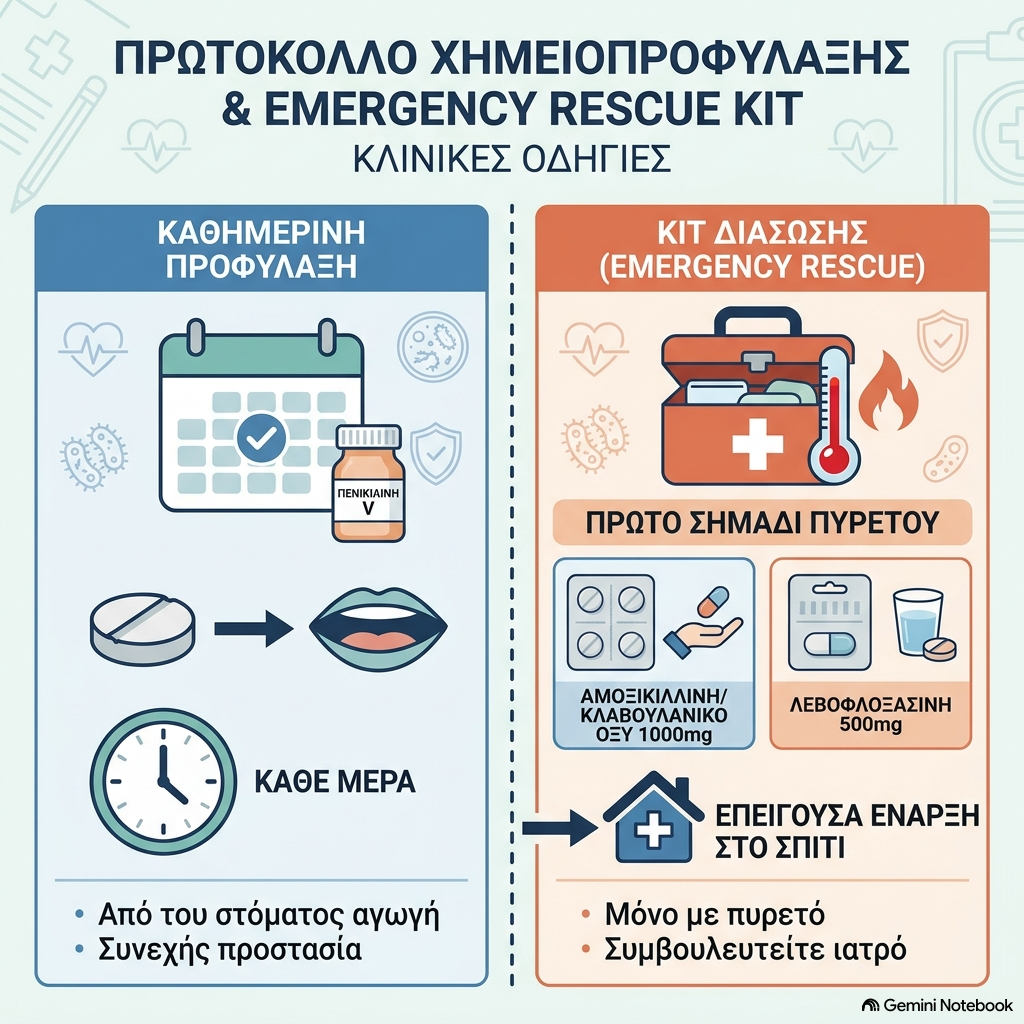 ΠΡΩΤΟΚΟΛΛΟ ΧΗΜΕΙΟΠΡΟΦΥΛΑΞΗΣ
& EMERGENCY RESCUE KIT
ΚΛΙΝΙΚΕΣ ΟΔΗΓΙΕΣ
ΚΑΘΗΜΕΡΙΝΗ
ΠΡΟΦΥΛΑΞΗ
ΠΕΝΙΚΙΛΙΝΗ
V
ΚΑΘΕ ΜΕΡΑ
• Από του στόματος αγωγή
• Συνεχής προστασία
ΚΙΤ ΔΙΑΣΩΣΗΣ
(EMERGENCY RESCUE)
ΠΡΩΤΟ ΣΗΜΑΔΙ ΠΥΡΕΤΟΥ
ΑΜΟΞΙΚΙΛΛΙΝΗ/
ΚΛΑΒΟΥΛΑΝΙΚΟ
ΟΞΥ 1000mg
ΛΕΒΟΦΛΟΞΑΣΙΝΗ
500mg
ΕΠΕΙΓΟΥΣΑ ΕΝΑΡΞΗ
ΣΤΟ ΣΠΙΤΙ
• Μόνο με πυρετό
• Συμβουλευτείτε ιατρό
Gemini Notebook